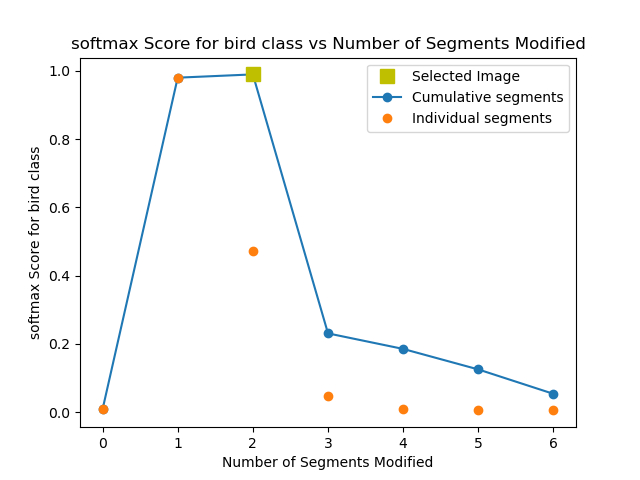 softmax Score for bird class vs Number of Segments Modified
Selected Image
Cumulative segments
Individual segments
softmax Score for bird class
1.0
0.8
0.6
0.4
0.2
0.0
0 1 2 3 4 5 6
Number of Segments Modified